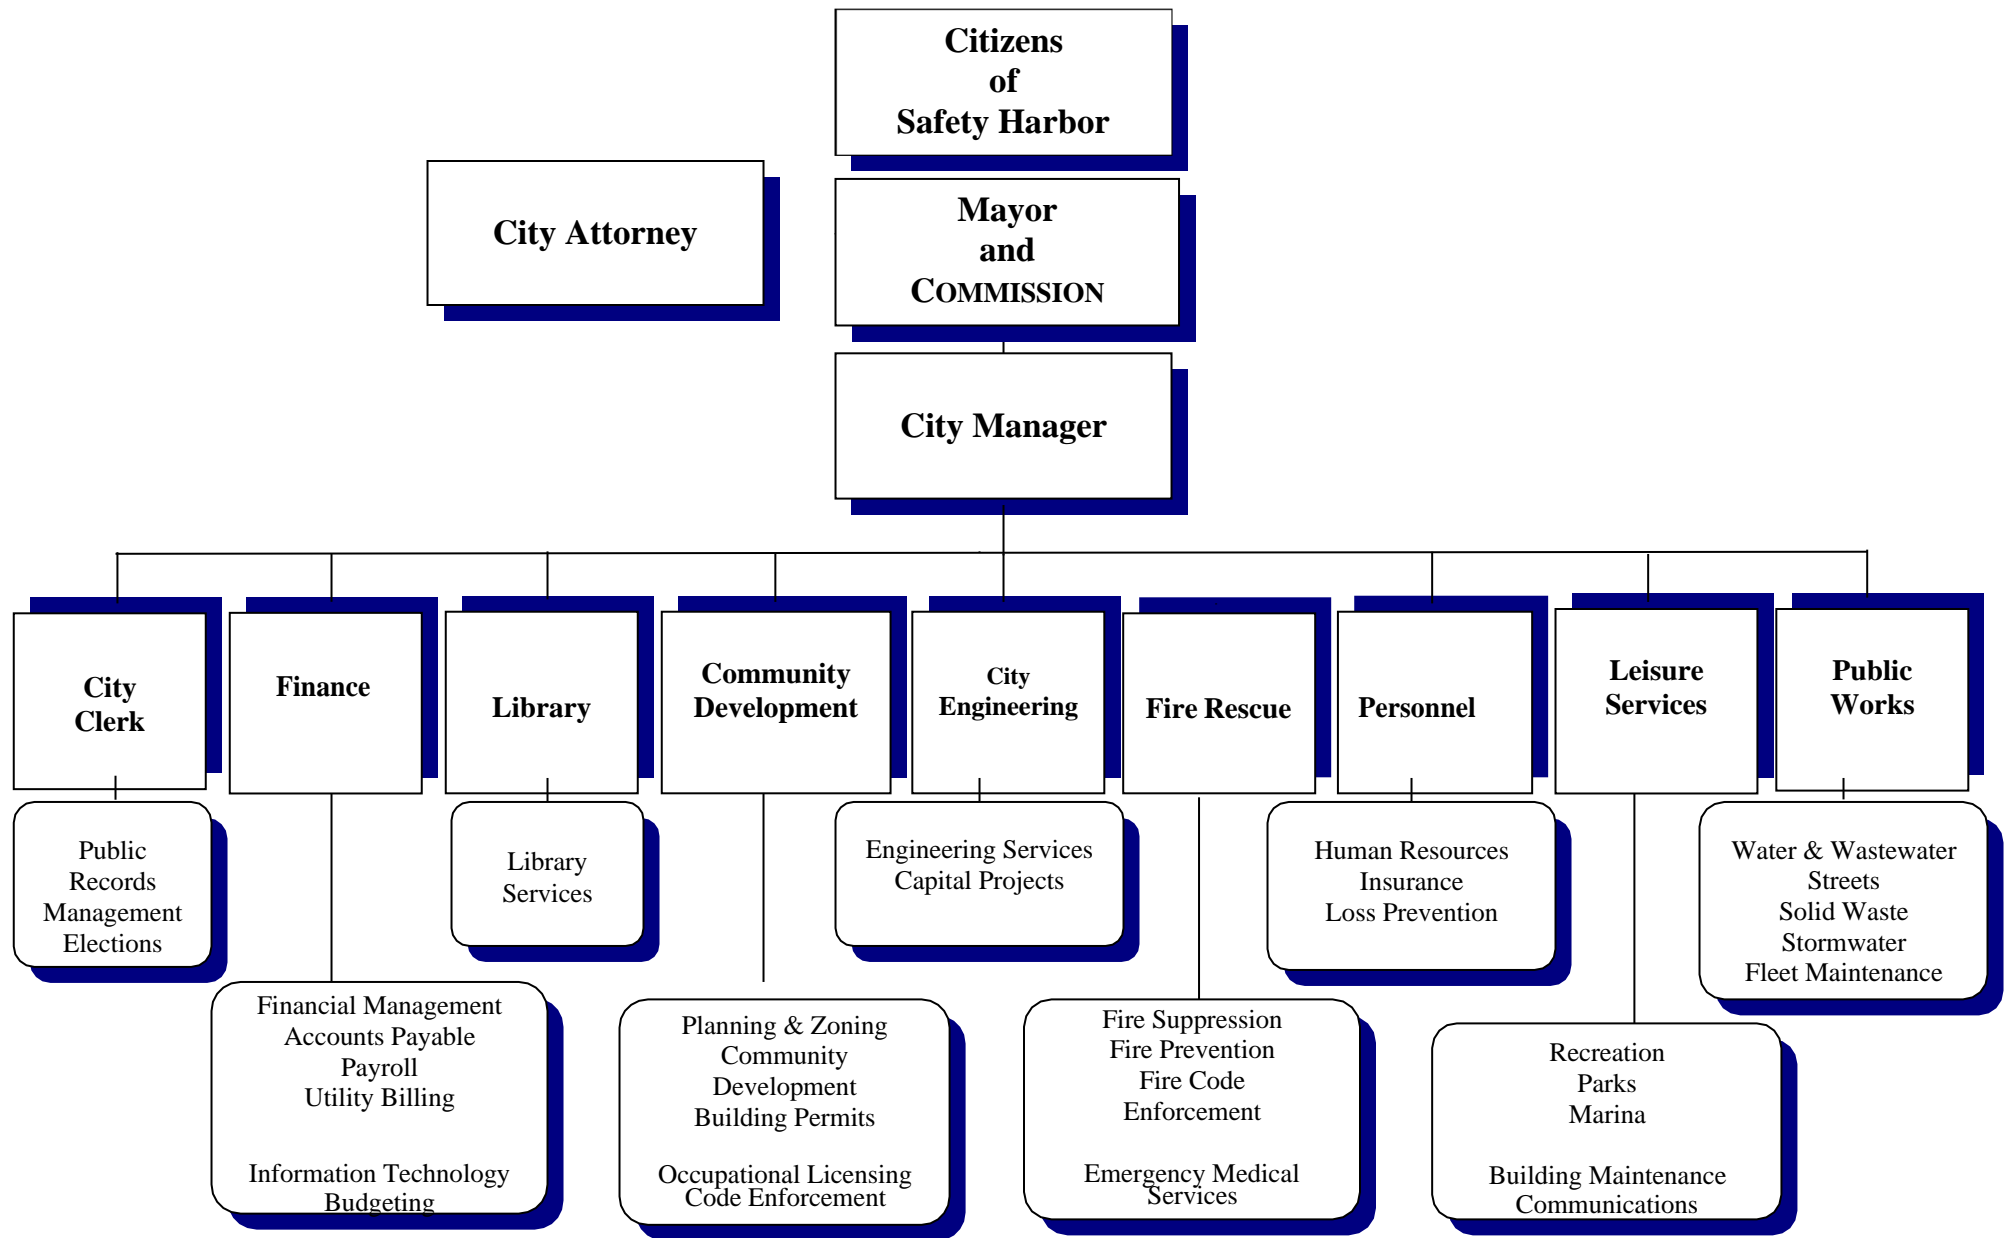 Citizens
of
Safety Harbor
City Attorney
Mayor
and
COMMISSION
City Manager
City
Clerk
Finance
Library
Community
Development
City
Engineering
Fire Rescue
Personnel
Leisure
Services
Public
Works
Public
Records
Management
Elections
Library
Services
Engineering Services
Capital Projects
Human Resources
Insurance
Loss Prevention
Water & Wastewater
Streets
Solid Waste
Stormwater
Fleet Maintenance
Financial Management
Accounts Payable
Payroll
Utility Billing
Information Technology
Budgeting
Planning & Zoning
Community
Development
Building Permits
Occupational Licensing
Code Enforcement
Fire Suppression
Fire Prevention
Fire Code
Enforcement
Emergency Medical
Services
Recreation
Parks
Marina
Building Maintenance
Communications